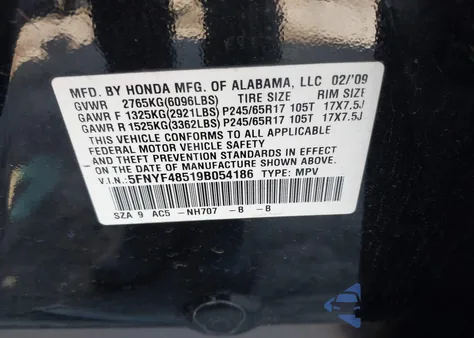 MFD. BY HONDA MFG. OF ALABAMA, LLC 02/'09
GVWR 2765KG(6096LBS) TIRE SIZE RIM SIZE
GAWR F 1325KG(2921LBS) P245/65R17 105T 17X7.5J
GAWR R 1525KG(3362LBS) P245/65R17 105T 17X7.5J
THIS VEHICLE CONFORMS TO ALL APPLICABLE
FEDERAL MOTOR VEHICLE SAFETY
AND THEFT PREVENTION STANDARDS IN EFFECT
ON THE DATE OF MANUFACTURE SHOWN ABOVE.
V.I.N.: 5FNYF48519B054186 TYPE: MPV
SZA 9 AC5 -NH707 -B -B